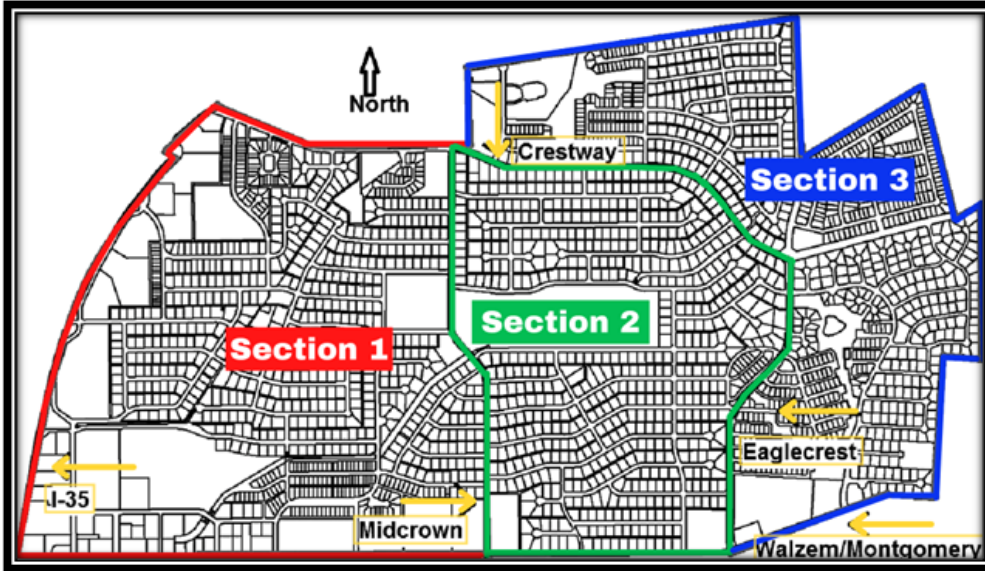 North
Crestway
Section 3
Section 2
Section 1
Eaglecrest
I-35
Midcrown
Walzem/Montgomery